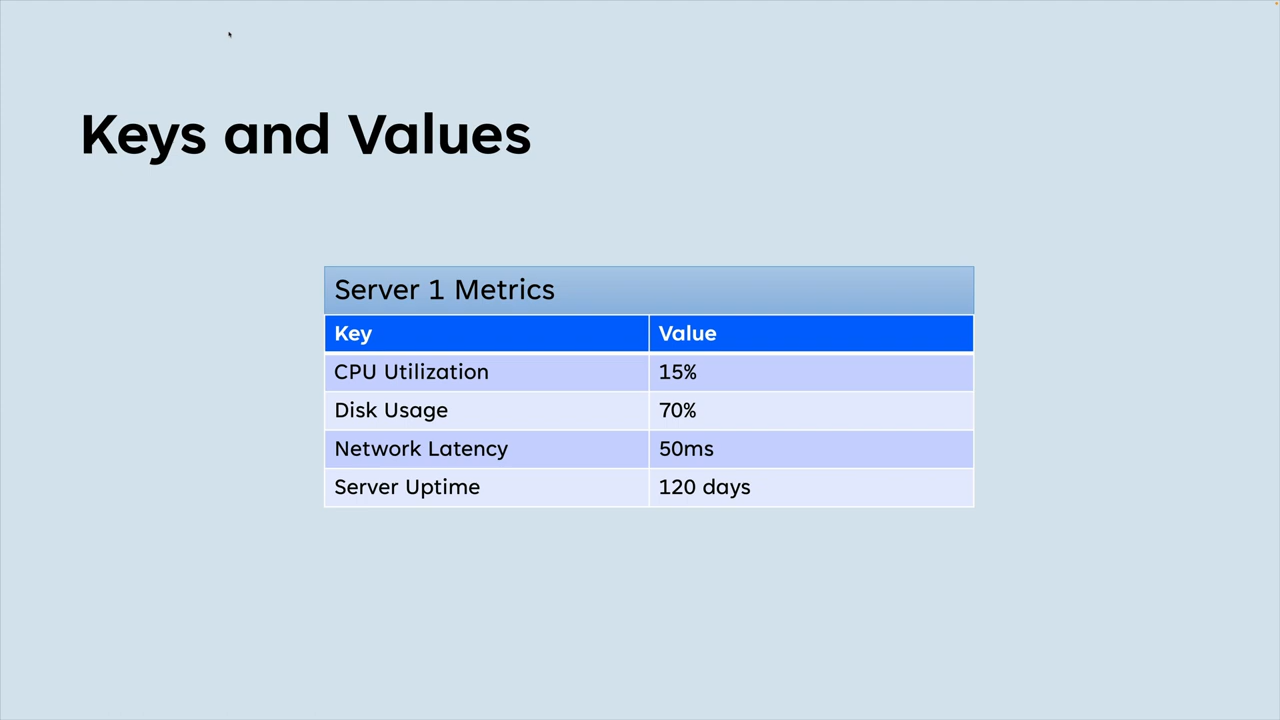 Keys and Values
Server 1 Metrics
Key Value
CPU Utilization 15%
Disk Usage 70%
Network Latency 50ms
Server Uptime 120 days